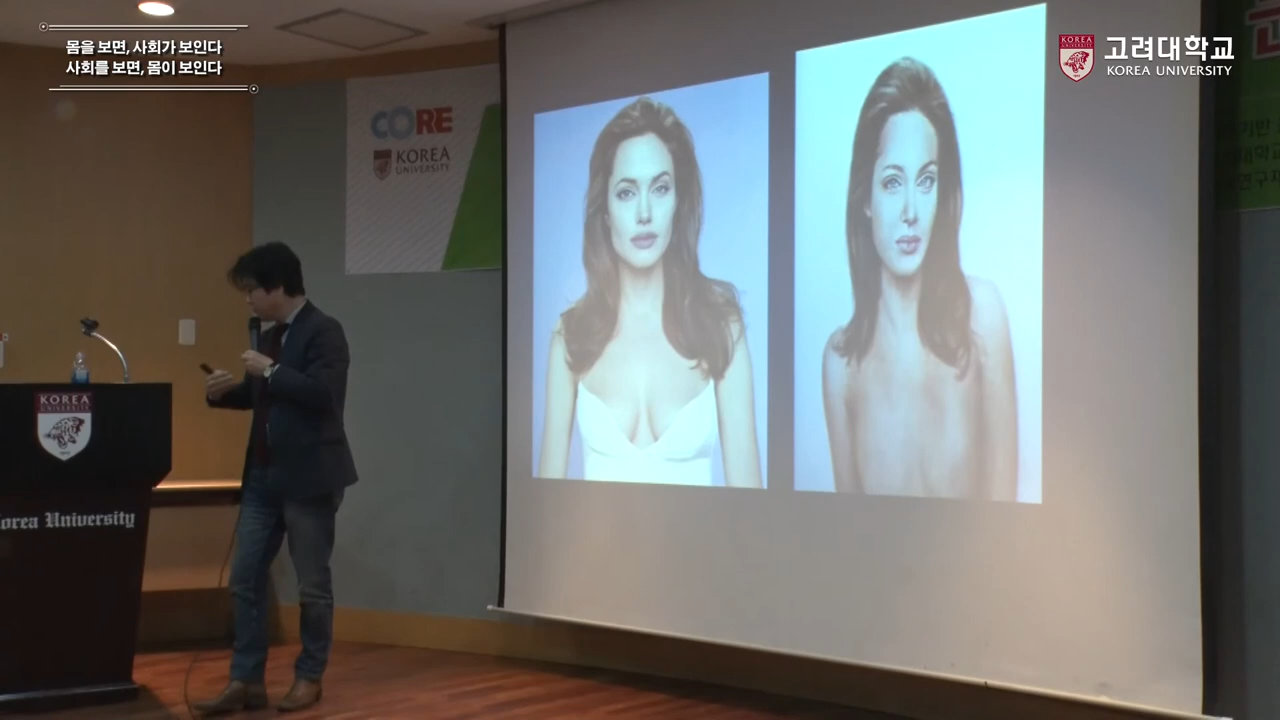 몸을 보면, 사회가 보인다
사회를 보면, 몸이 보인다
고려대학교
KOREA UNIVERSITY
KOREA
CORE
KOREA
UNIVERSITY
KOREA
UNIVERSITY
orea University